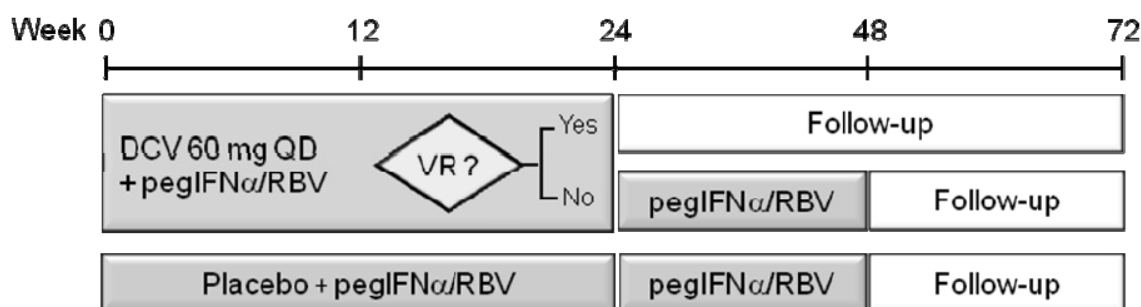 Week 0 12 24 48 72
DCV 60 mg QD
+ pegIFNα/RBV
VR ?
Yes
No
Follow-up
pegIFNα/RBV
Follow-up
Placebo + pegIFNα/RBV
pegIFNα/RBV
Follow-up